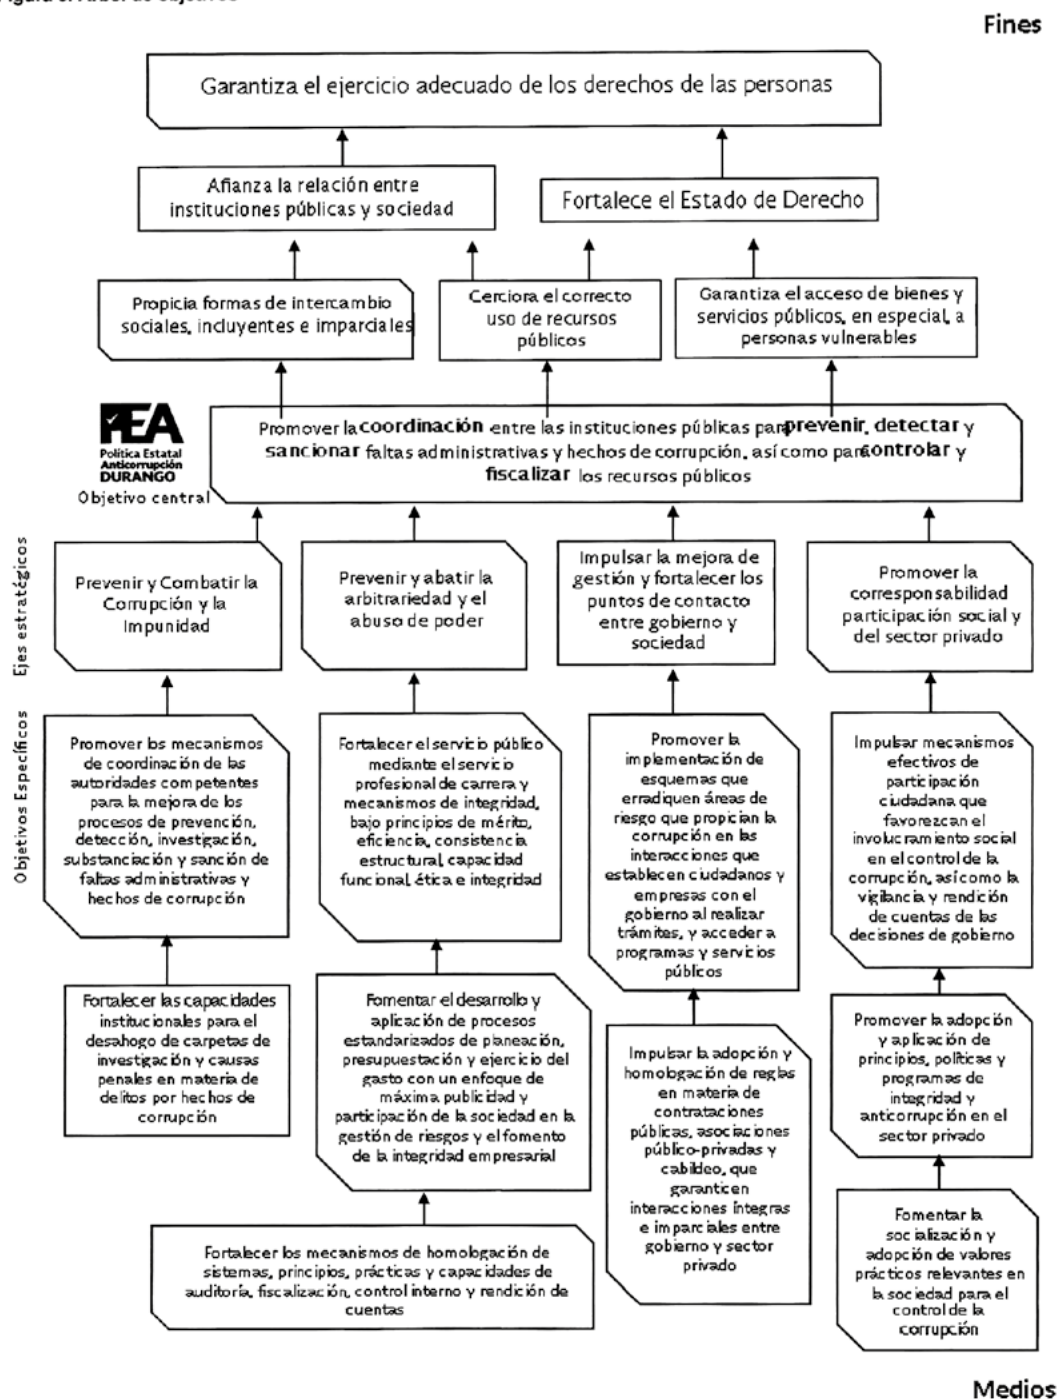 Fines
Garantiza el ejercicio adecuado de los derechos de las personas
Afianza la relación entre
instituciones públicas y sociedad
Fortalece el Estado de Derecho
Propicia formas de intercambio
sociales, incluyentes e imparciales
Cerciora el correcto
uso de recursos
públicos
Garantiza el acceso de bienes y
servicios públicos, en especial, a
personas vulnerables
PEA
Política Estatal
Anticorrupción
DURANGO
Objetivo central
Promover la coordinación entre las instituciones públicas para prevenir, detectar y
sancionar faltas administrativas y hechos de corrupción, así como para controlar y
fiscalizar los recursos públicos
Ejes estratégicos
Prevenir y Combatir la
Corrupción y la
Impunidad
Prevenir y abatir la
arbitrariedad y el
abuso de poder
Impulsar la mejora de
gestión y fortalecer los
puntos de contacto
entre gobierno y
sociedad
Promover la
corresponsabilidad
participación social y
del sector privado
Objetivos Específicos
Promover los mecanismos
de coordinación de las
autoridades competentes
para la mejora de los
procesos de prevención,
detección, investigación,
substanciación y sanción de
faltas administrativas y
hechos de corrupción
Fortalecer el servicio público
mediante el servicio
profesional de carrera y
mecanismos de integridad,
bajo principios de mérito,
eficiencia, consistencia
estructural, capacidad
funcional, ética e integridad
Promover la
implementación de
esquemas que
erradiquen áreas de
riesgo que propician la
corrupción en las
interacciones que
establecen ciudadanos y
empresas con el
gobierno al realizar
trámites, y acceder a
programas y servicios
públicos
Impulsar mecanismos
efectivos de
participación
ciudadana que
favorezcan el
involucramiento social
en el control de la
corrupción, así como la
vigilancia y rendición
de cuentas de las
decisiones de gobierno
Fortalecer las capacidades
institucionales para el
desahogo de carpetas de
investigación y causas
penales en materia de
delitos por hechos de
corrupción
Fomentar el desarrollo y
aplicación de procesos
estandarizados de planeación,
presupuestación y ejercicio del
gasto con un enfoque de
máxima publicidad y
participación de la sociedad en la
gestión de riesgos y el fomento
de la integridad empresarial
Impulsar la adopción y
homologación de reglas
en materia de
contrataciones
públicas, asociaciones
público-privadas y
cabildeo, que
garanticen
interacciones íntegras
e imparciales entre
gobierno y sector
privado
Promover la adopción
y aplicación de
principios, políticas y
programas de
integridad y
anticorrupción en el
sector privado
Fortalecer los mecanismos de homologación de
sistemas, principios, prácticas y capacidades de
auditoría, fiscalización, control interno y rendición de
cuentas
Fomentar la
socialización y
adopción de valores
prácticos relevantes en
la sociedad para el
control de la
corrupción
Medios